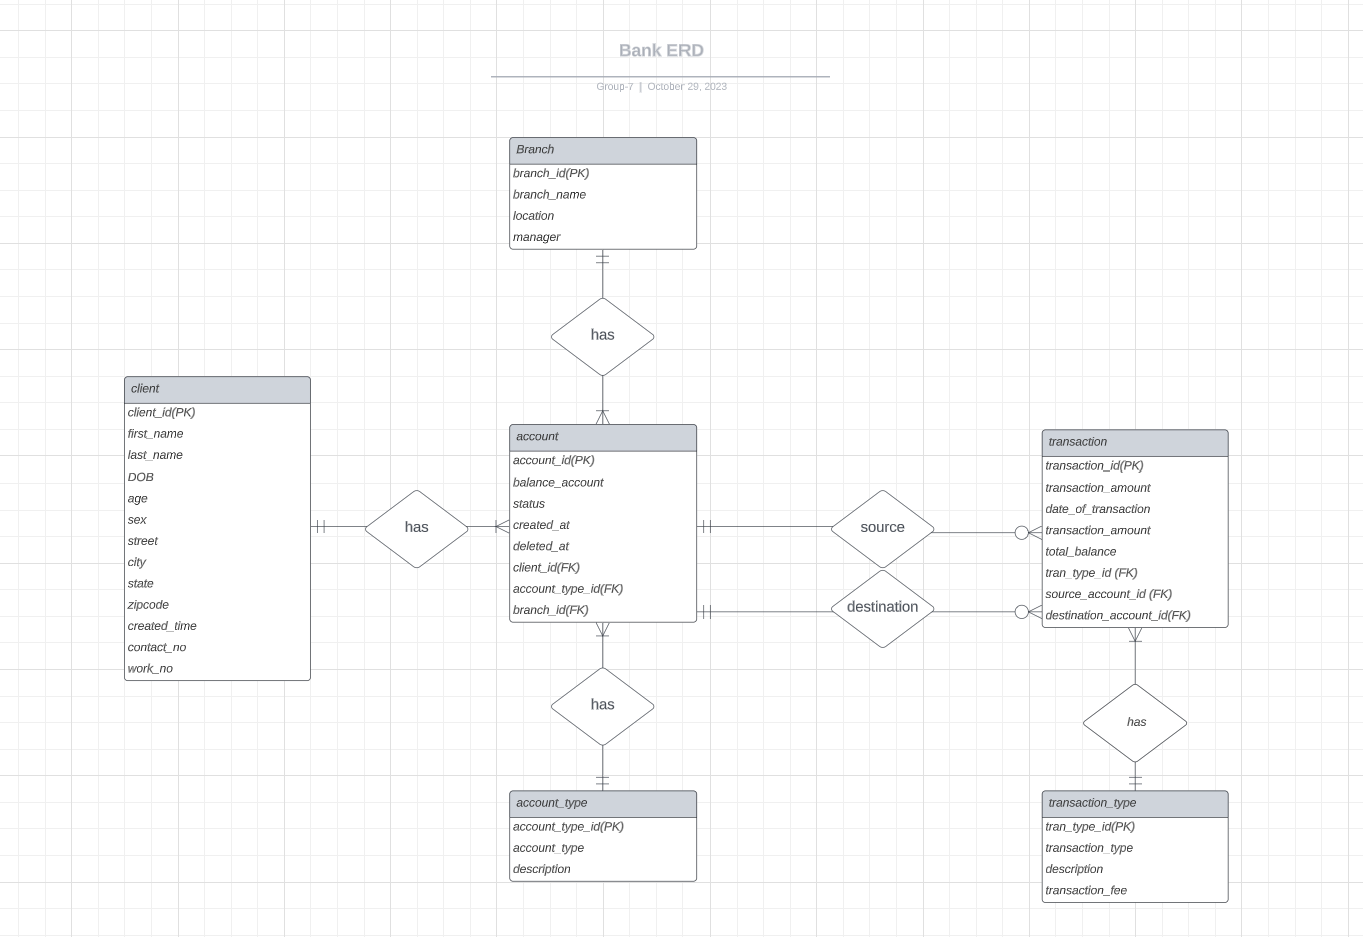 Bank ERD
Group-7 | October 29, 2023
Branch
branch_id(PK)
branch_name
location
manager
has
client
client_id(PK)
first_name
last_name
DOB
age
sex
street
city
state
zipcode
created_time
contact_no
work_no
has
account
account_id(PK)
balance_account
status
created_at
deleted_at
client_id(FK)
account_type_id(FK)
branch_id(FK)
source
destination
transaction
transaction_id(PK)
transaction_amount
date_of_transaction
transaction_amount
total_balance
tran_type_id (FK)
source_account_id (FK)
destination_account_id(FK)
has
has
account_type
account_type_id(PK)
account_type
description
transaction_type
tran_type_id(PK)
transaction_type
description
transaction_fee